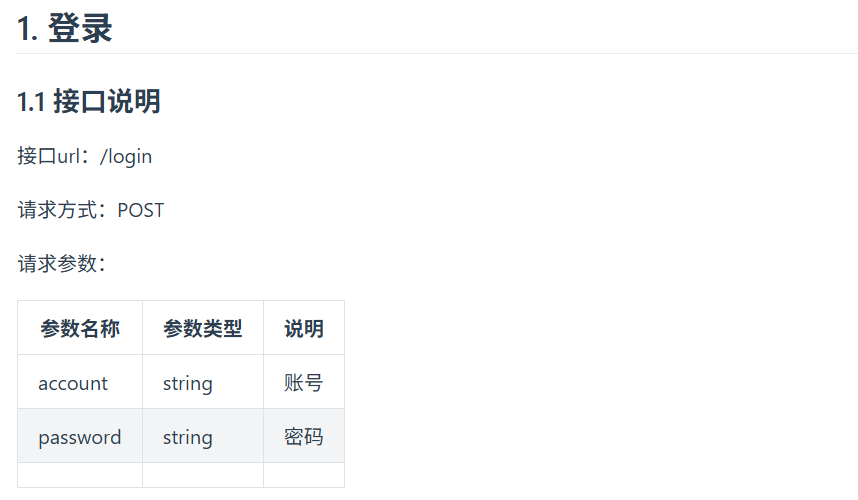 1. 登录
1.1 接口说明
接口url：/login
请求方式：POST
请求参数：
参数名称 参数类型 说明
account string 账号
password string 密码